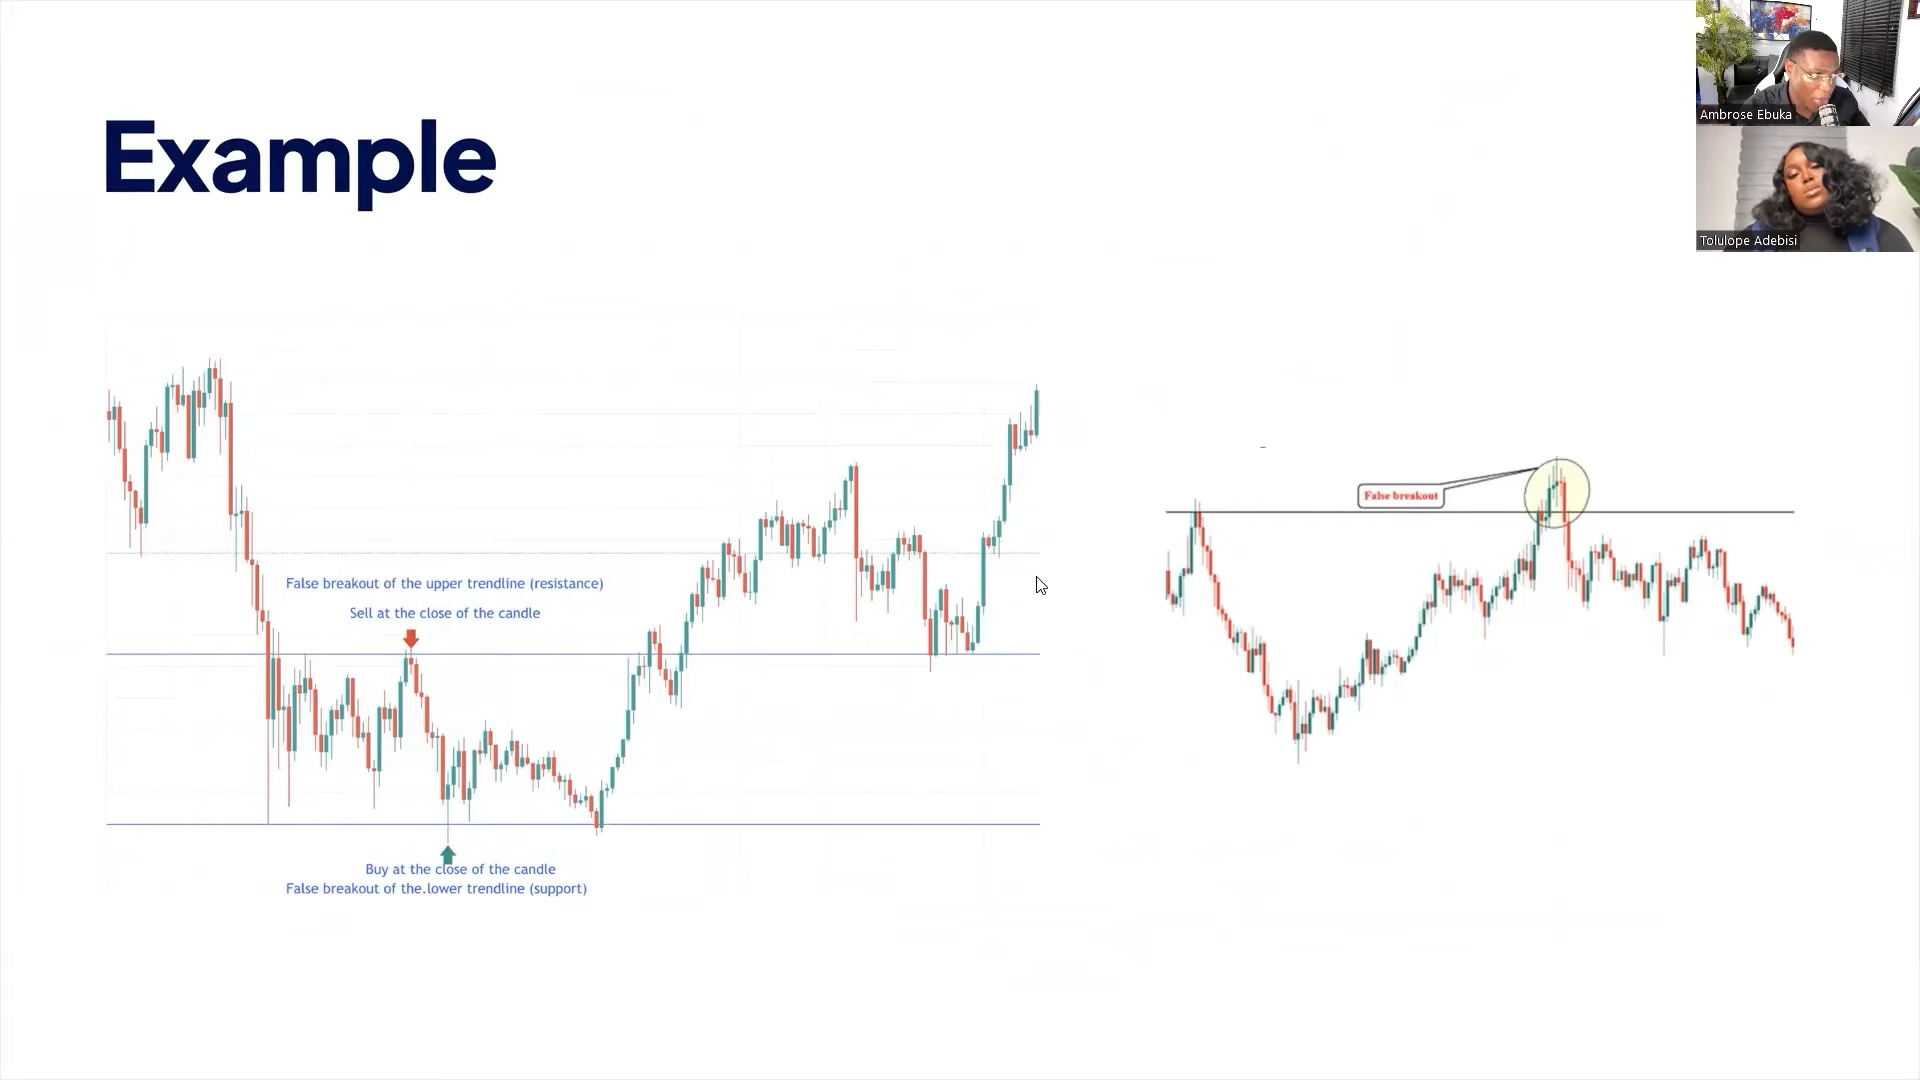 Example
Ambrose Ebuka
Tolulope Adebisi
False breakout of the upper trendline (resistance)
Sell at the close of the candle
Buy at the close of the candle
False breakout of the.lower trendline (support)
False breakout